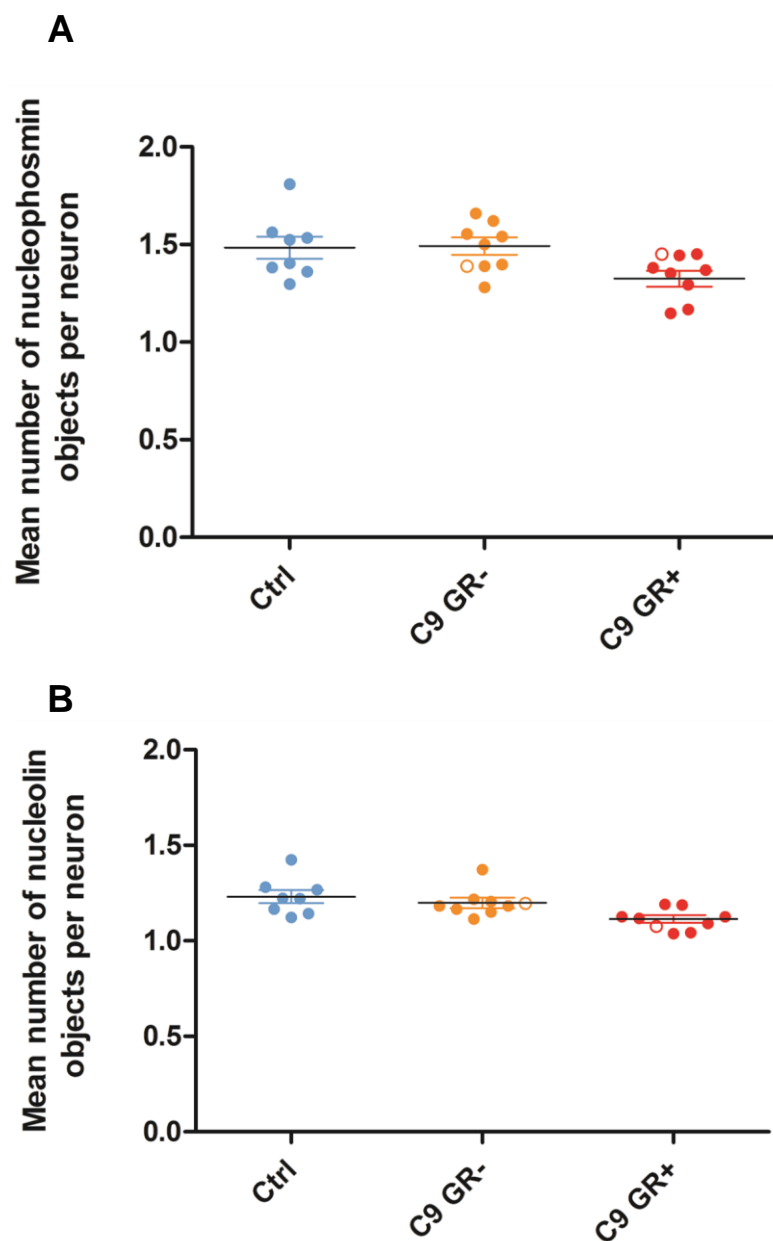 A
Mean number of nucleophosmin
objects per neuron
2.0
1.5
1.0
0.5
0.0
Ctrl
C9 GR-
C9 GR+
B
Mean number of nucleolin
objects per neuron
2.0
1.5
1.0
0.5
0.0
Ctrl
C9 GR-
C9 GR+